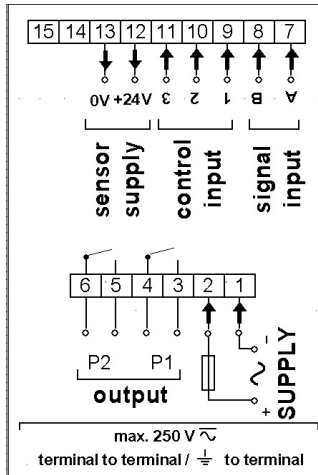 15 14 13 12 11 10 9 8 7
0V +24V 3 2 1 B A
sensor supply
control input
signal input
6 5 4 3 2 1
P2 P1
output
-
+
SUPPLY
max. 250 V
terminal to terminal / to terminal